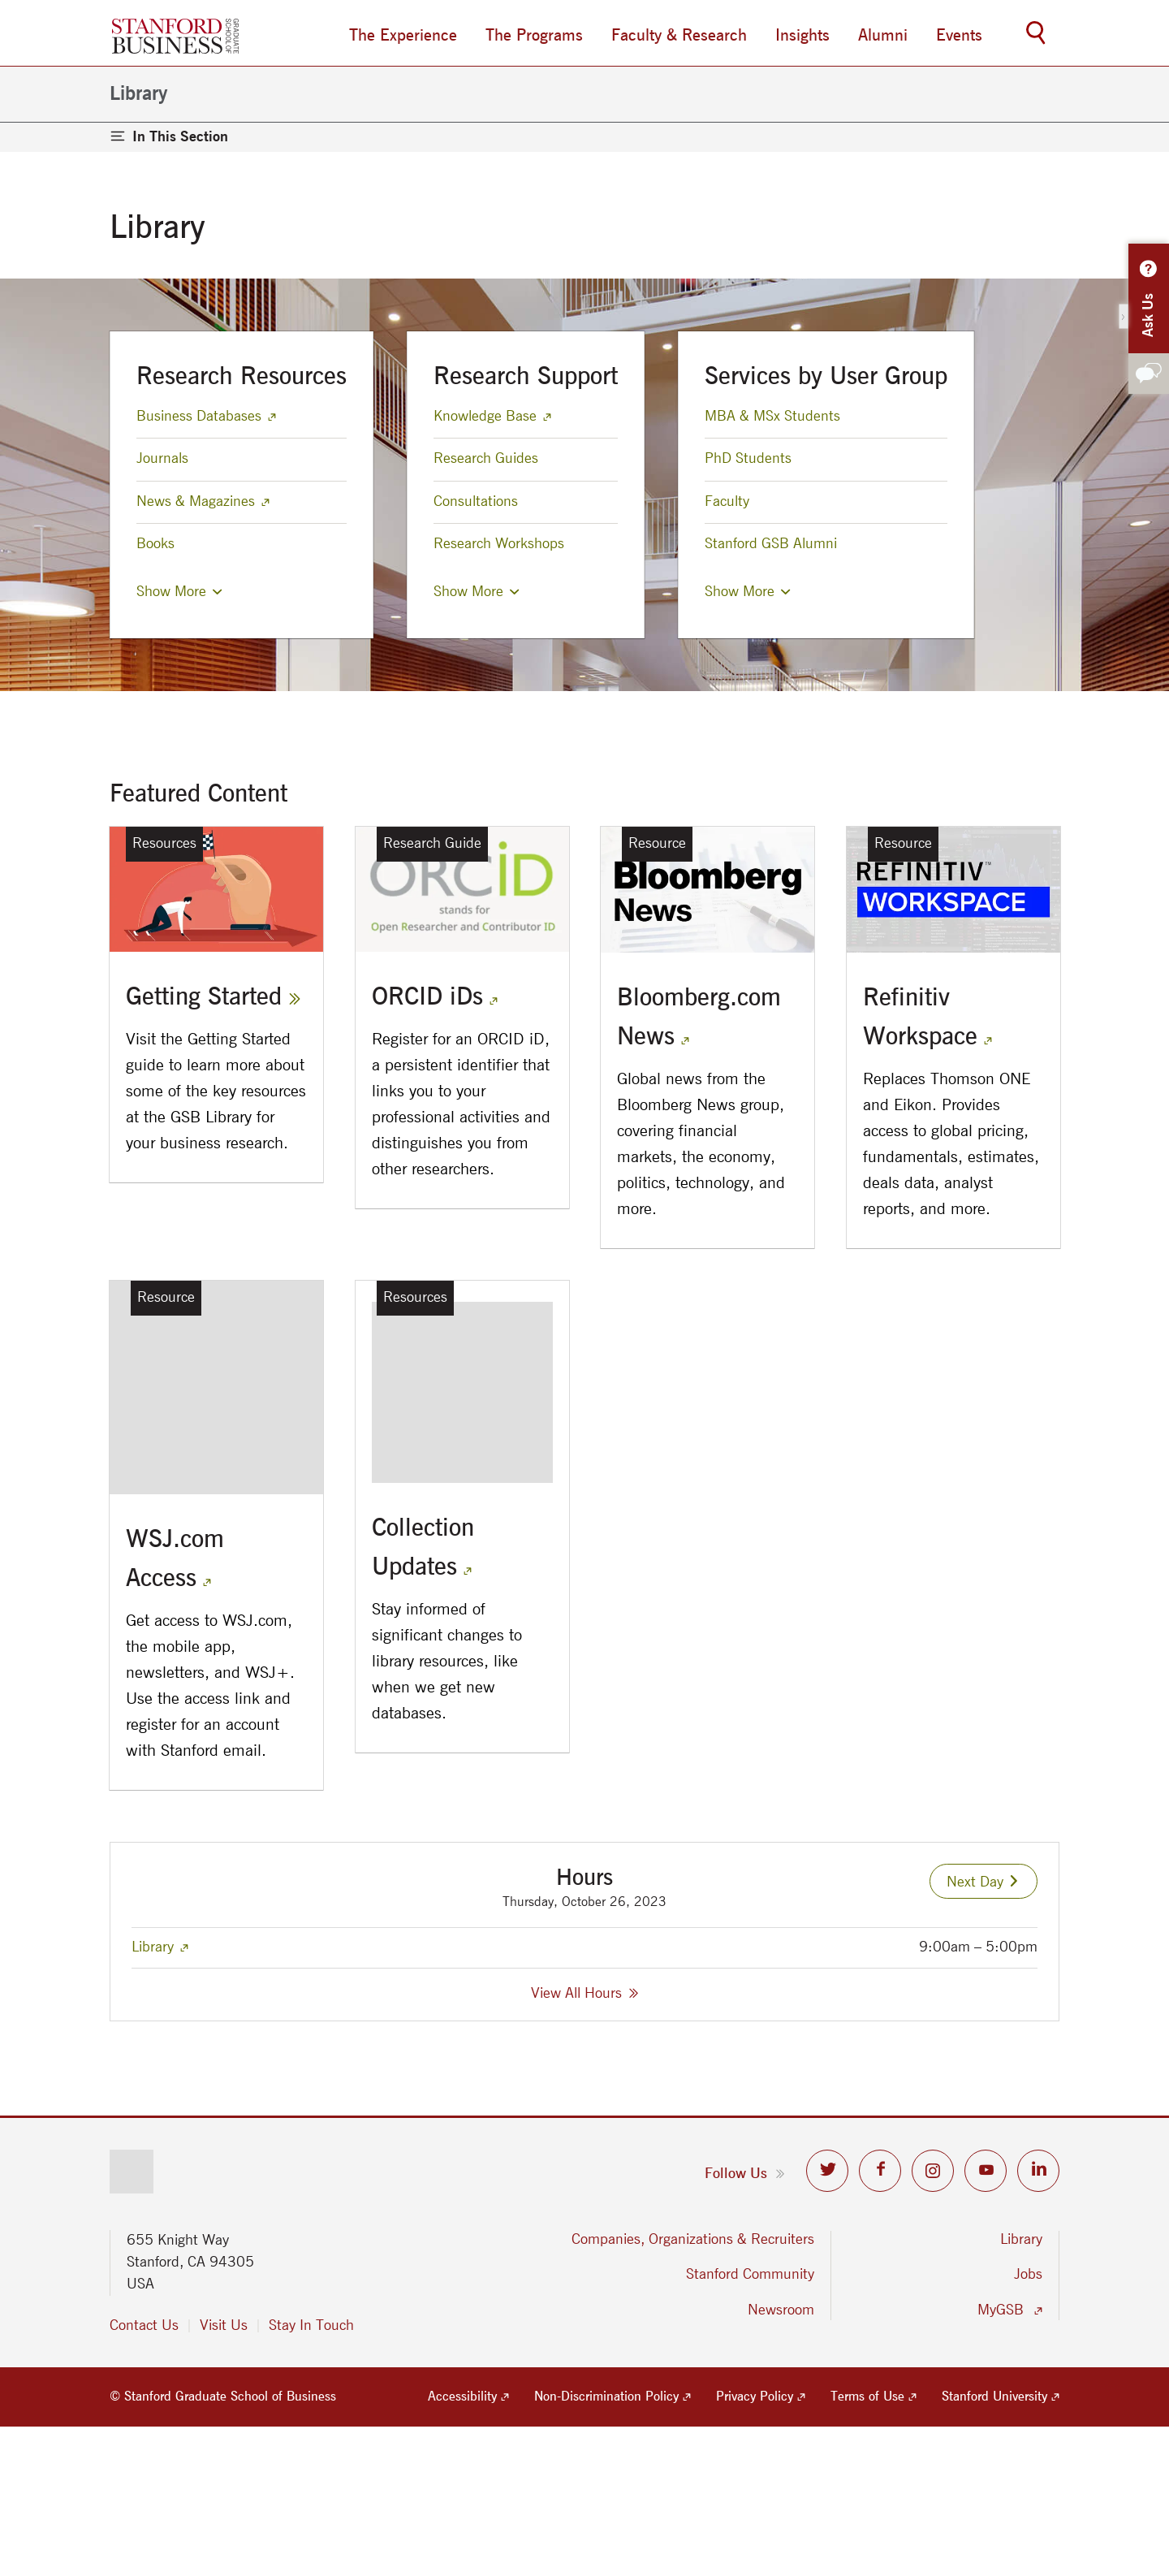 STANFORD
BUSINESS
GRADUATE
SCHOOL OF
The Experience
The Programs
Faculty & Research
Insights
Alumni
Events
Library
In This Section
Library
Ask Us
Research Resources
Business Databases
Journals
News & Magazines
Books
Show More
Research Support
Knowledge Base
Research Guides
Consultations
Research Workshops
Show More
Services by User Group
MBA & MSx Students
PhD Students
Faculty
Stanford GSB Alumni
Show More
Featured Content
Resources
Getting Started
Visit the Getting Started
guide to learn more about
some of the key resources
at the GSB Library for
your business research.
Research Guide
ORCID
stands for
Open Researcher and Contributor ID
ORCID iDs
Register for an ORCID iD,
a persistent identifier that
links you to your
professional activities and
distinguishes you from
other researchers.
Resource
Bloomberg
News
Bloomberg.com
News
Global news from the
Bloomberg News group,
covering financial
markets, the economy,
politics, technology, and
more.
Resource
REFINITIV™
WORKSPACE
Refinitiv
Workspace
Replaces Thomson ONE
and Eikon. Provides
access to global pricing,
fundamentals, estimates,
deals data, analyst
reports, and more.
Resource
WSJ.com
Access
Get access to WSJ.com,
the mobile app,
newsletters, and WSJ+.
Use the access link and
register for an account
with Stanford email.
Resources
Collection
Updates
Stay informed of
significant changes to
library resources, like
when we get new
databases.
Hours
Thursday, October 26, 2023
Next Day
Library
9:00am – 5:00pm
View All Hours
Follow Us
655 Knight Way
Stanford, CA 94305
USA
Contact Us
Visit Us
Stay In Touch
Companies, Organizations & Recruiters
Stanford Community
Newsroom
Library
Jobs
MyGSB
© Stanford Graduate School of Business
Accessibility
Non-Discrimination Policy
Privacy Policy
Terms of Use
Stanford University